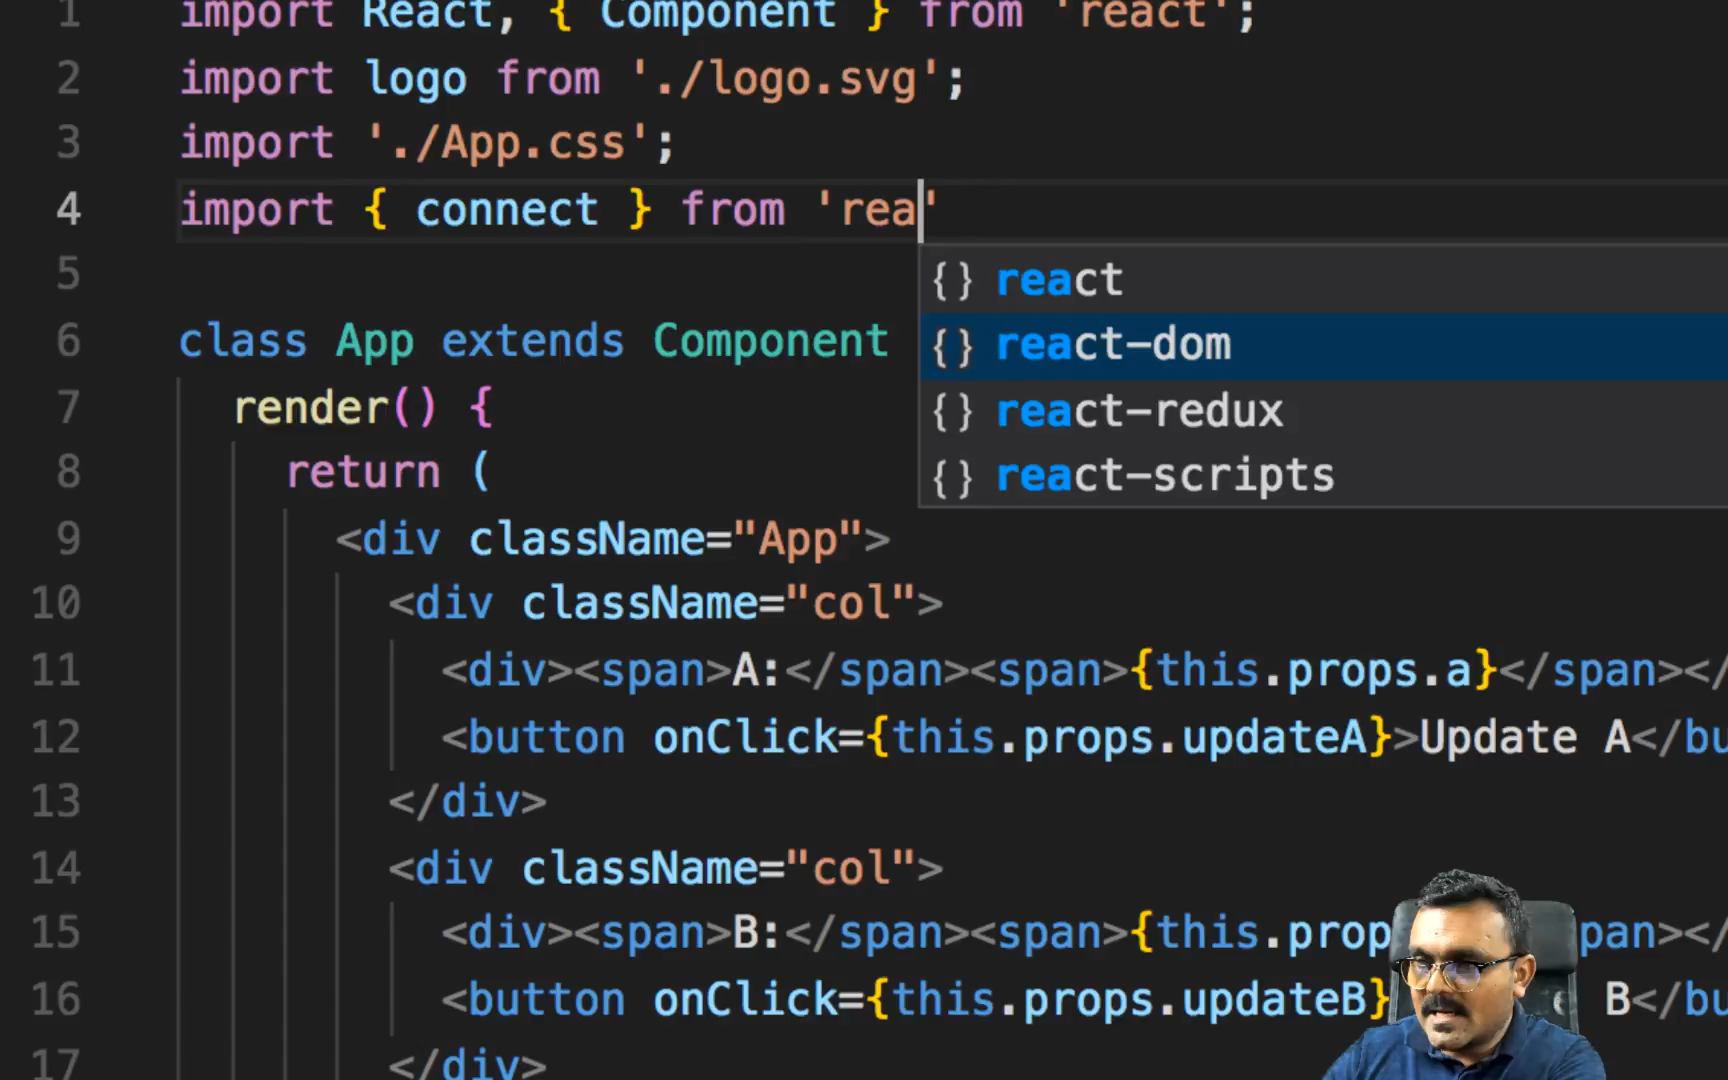 1 import React, { Component } from 'react';
2 import logo from './logo.svg';
3 import './App.css';
4 import { connect } from 'rea'
{} react
5
{} react-dom
6 class App extends Component
{} react-redux
7 render() {
{} react-scripts
8 return (
9 <div className="App">
10 <div className="col">
11 <div><span>A:</span><span>{this.props.a}</span></
12 <button onClick={this.props.updateA}>Update A</bu
13 </div>
14 <div className="col">
15 <div><span>B:</span><span>{this.prop pan></
16 <button onClick={this.props.updateB} B</bu
17 </div>